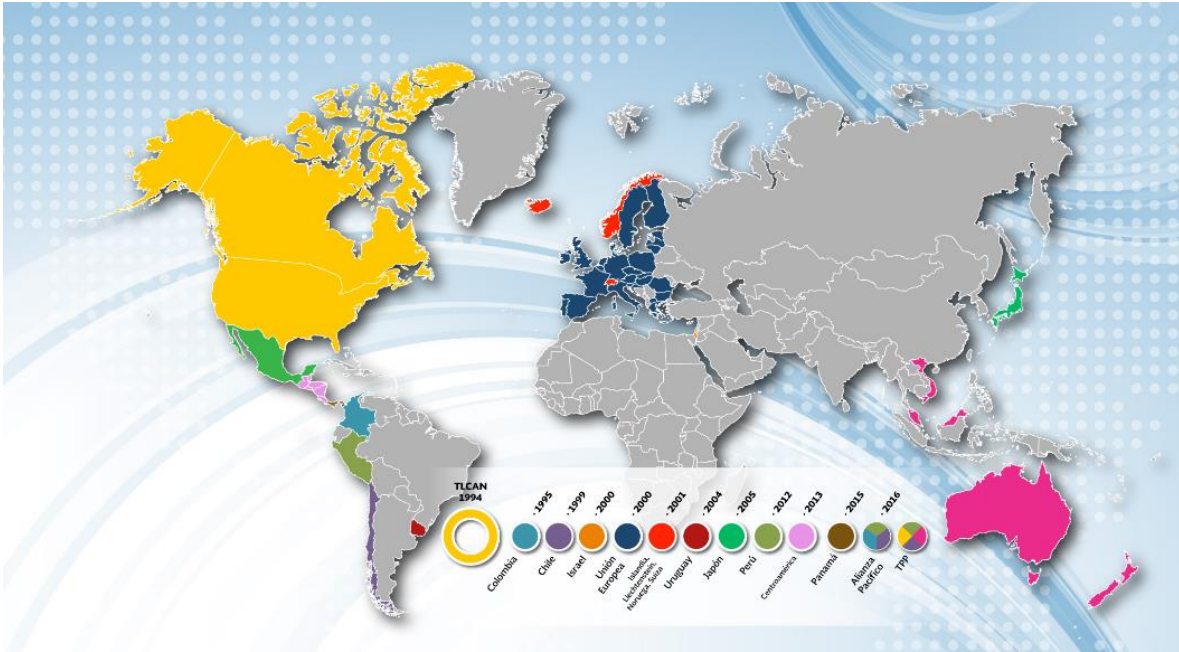 TLCAN
1994
· 1995
· 1999
· 2000
· 2000
· 2001
· 2004
· 2005
· 2012
· 2013
· 2015
· 2016
Colombia
Chile
Israel
Unión
Europea
Islandia,
Liechtenstein,
Noruega, Suiza
Uruguay
Japón
Perú
Centroamérica
Panamá
Alianza
Pacífico
TPP